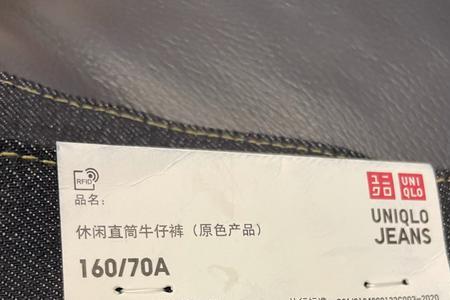 RFID
ユニ UNI
クロ QLO
品名:
UNIQLO
JEANS
休闲直筒牛仔裤（原色产品）
160/70A